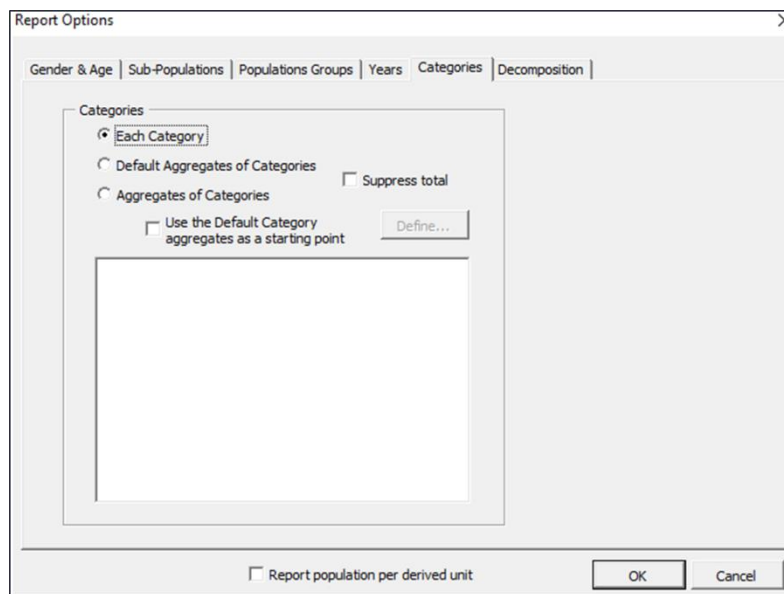 Report Options
Gender & Age
Sub-Populations
Populations Groups
Years
Categories
Decomposition
Categories
Each Category
Default Aggregates of Categories
Suppress total
Aggregates of Categories
Use the Default Category
aggregates as a starting point
Define...
Report population per derived unit
OK
Cancel